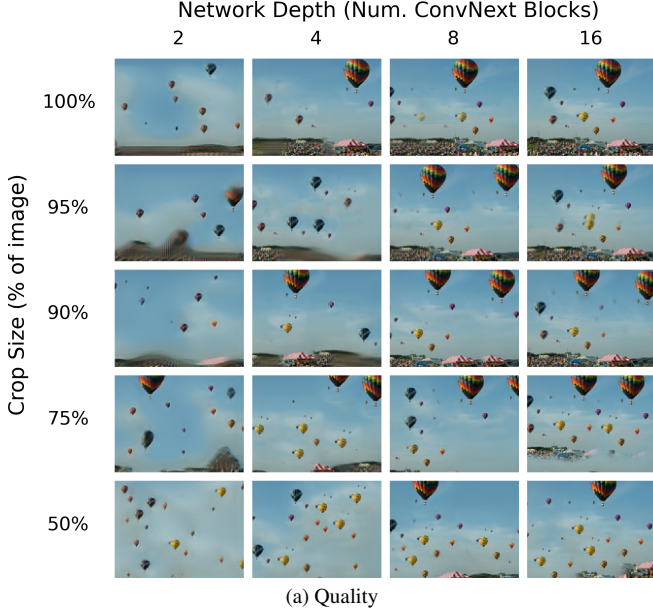 Network Depth (Num. ConvNext Blocks)
2 4 8 16
Crop Size (% of image)
100%
95%
90%
75%
50%
(a) Quality